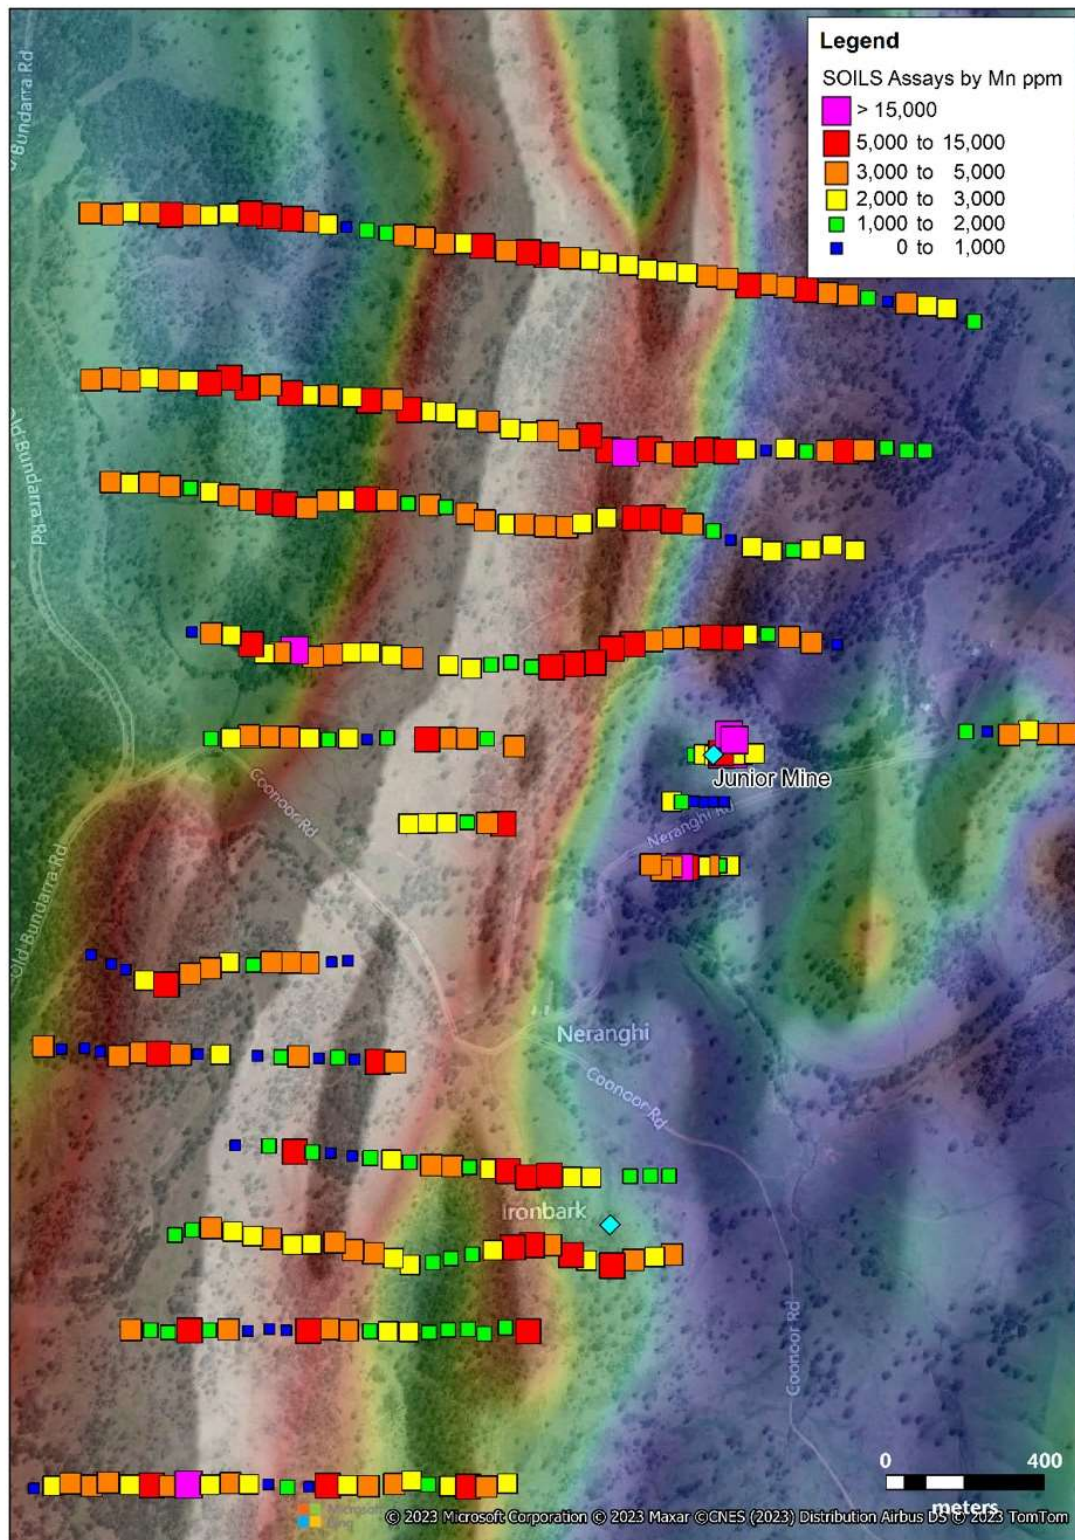 Legend
SOILS Assays by Mn ppm
> 15,000
5,000 to 15,000
3,000 to 5,000
2,000 to 3,000
1,000 to 2,000
0 to 1,000
Bundarra Rd
Old Bundarra Rd
Coonoor Rd
Junior Mine
Neranghi Rd
Old Bundarra Rd
Neranghi
Coonoor Rd
Ironbark
Coonoor Rd
0 400
meters
Microsoft
© 2023 Microsoft Corporation © 2023 Maxar ©CNES (2023) Distribution Airbus DS © 2023 TomTom